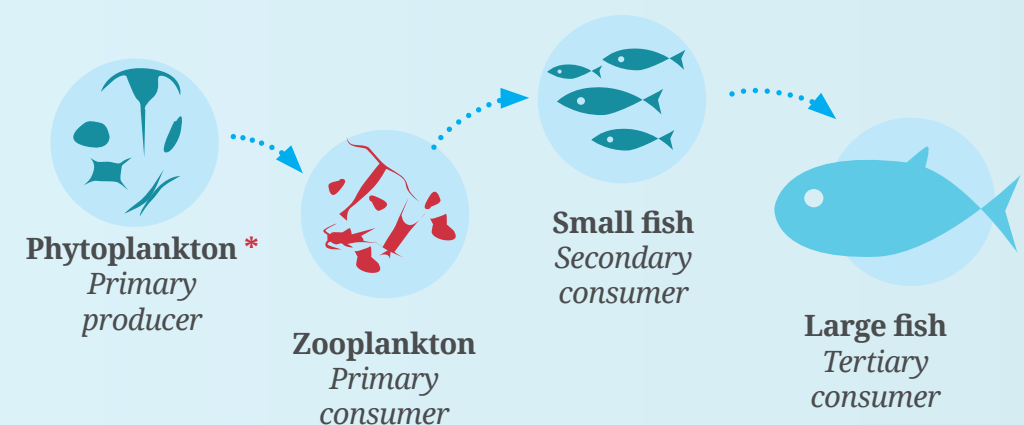 Phytoplankton *
Primary
producer
Zooplankton
Primary
consumer
Small fish
Secondary
consumer
Large fish
Tertiary
consumer